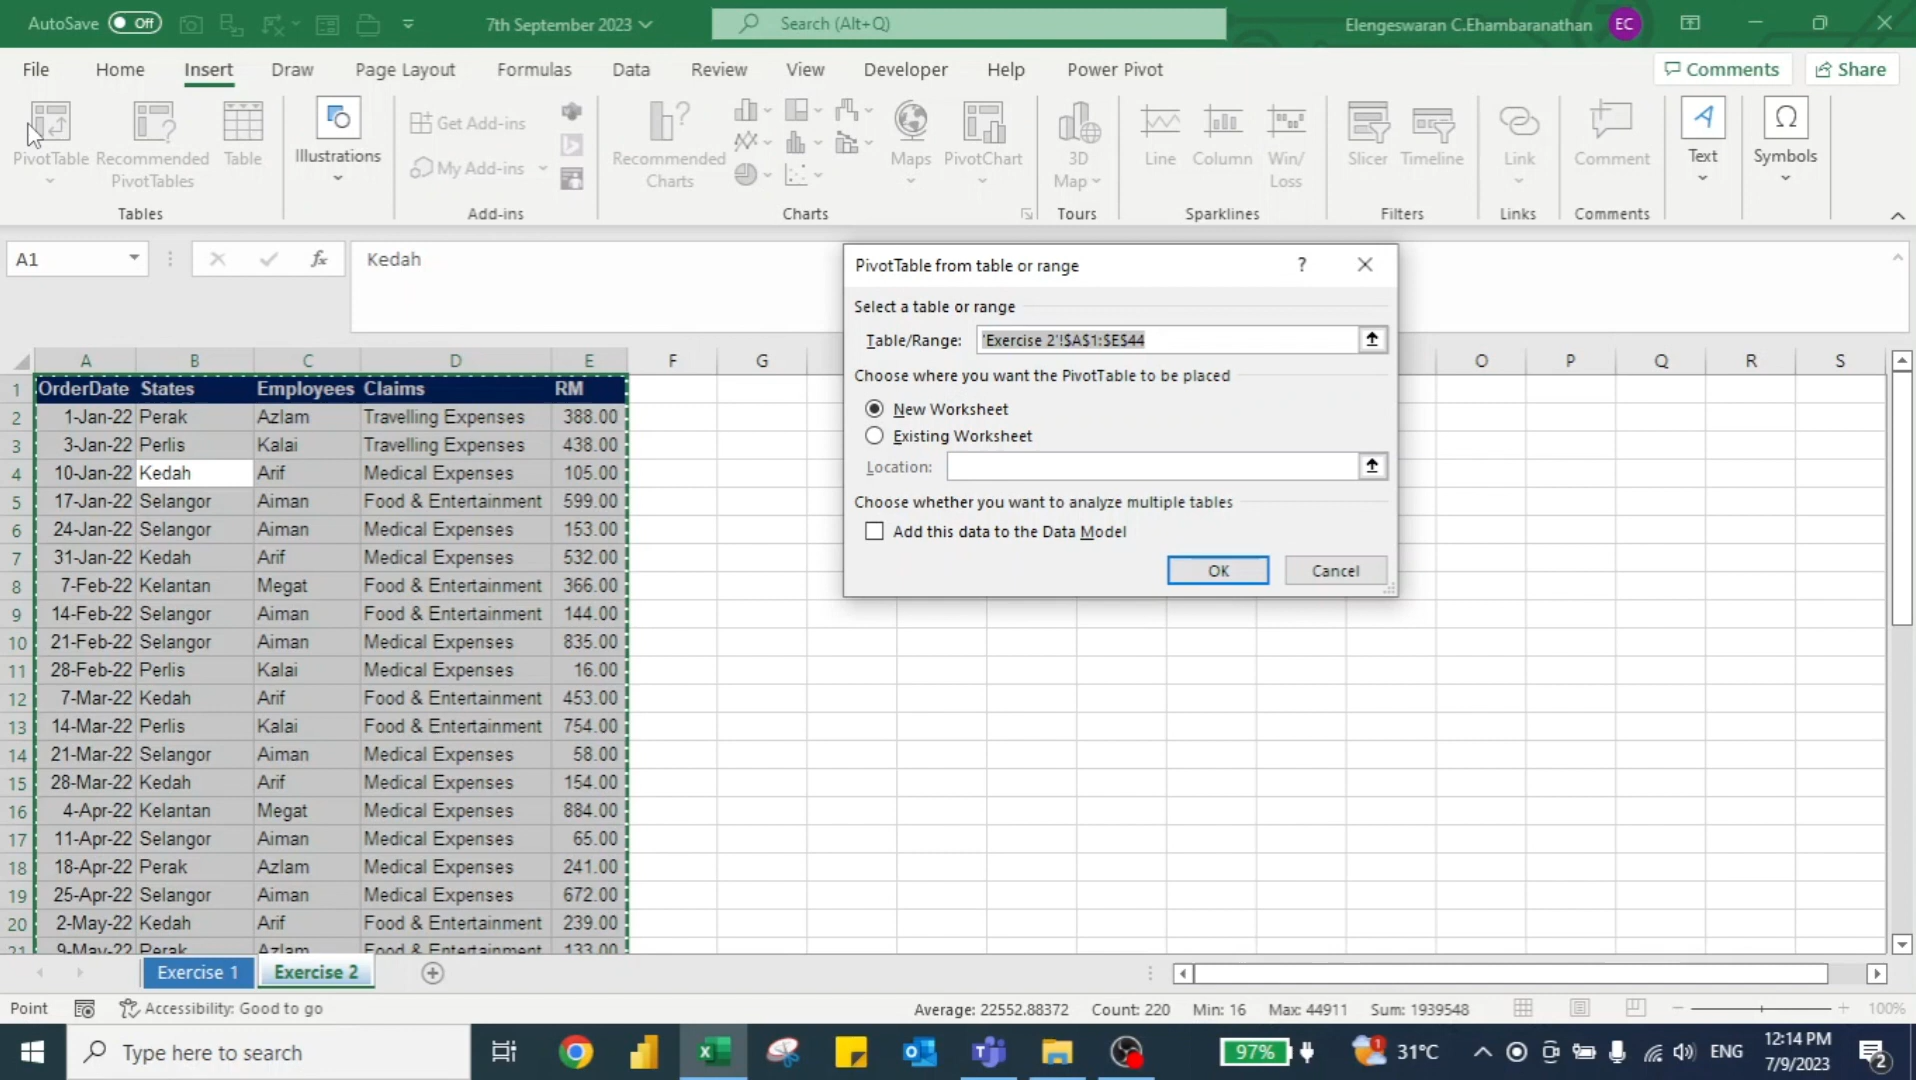 AutoSave Off 7th September 2023 Search (Alt+Q) Elengeswaran C.Ehambaranathan EC
File Home Insert Draw Page Layout Formulas Data Review View Developer Help Power Pivot Comments Share
PivotTable Recommended PivotTables Table Illustrations Get Add-ins My Add-ins Recommended Charts Maps PivotChart 3D Map Line Column Win/Loss Slicer Timeline Link Comment Text Symbols
Tables Add-ins Charts Tours Sparklines Filters Links Comments
A1 fx Kedah
PivotTable from table or range ?
Select a table or range
Table/Range: 'Exercise 2'!$A$1:$E$44
Choose where you want the PivotTable to be placed
New Worksheet
Existing Worksheet
Location:
Choose whether you want to analyze multiple tables
Add this data to the Data Model
OK Cancel
A B C D E F G O P Q R S
1 OrderDate States Employees Claims RM
2 1-Jan-22 Perak Azlam Travelling Expenses 388.00
3 3-Jan-22 Perlis Kalai Travelling Expenses 438.00
4 10-Jan-22 Kedah Arif Medical Expenses 105.00
5 17-Jan-22 Selangor Aiman Food & Entertainment 599.00
6 24-Jan-22 Selangor Aiman Medical Expenses 153.00
7 31-Jan-22 Kedah Arif Medical Expenses 532.00
8 7-Feb-22 Kelantan Megat Food & Entertainment 366.00
9 14-Feb-22 Selangor Aiman Food & Entertainment 144.00
10 21-Feb-22 Selangor Aiman Medical Expenses 835.00
11 28-Feb-22 Perlis Kalai Medical Expenses 16.00
12 7-Mar-22 Kedah Arif Food & Entertainment 453.00
13 14-Mar-22 Perlis Kalai Food & Entertainment 754.00
14 21-Mar-22 Selangor Aiman Medical Expenses 58.00
15 28-Mar-22 Kedah Arif Medical Expenses 154.00
16 4-Apr-22 Kelantan Megat Medical Expenses 884.00
17 11-Apr-22 Selangor Aiman Medical Expenses 65.00
18 18-Apr-22 Perak Azlam Medical Expenses 241.00
19 25-Apr-22 Selangor Aiman Medical Expenses 672.00
20 2-May-22 Kedah Arif Food & Entertainment 239.00
21 9-May-22 Perak Azlam Food & Entertainment 133.00
Exercise 1 Exercise 2
Point Accessibility: Good to go Average: 22552.88372 Count: 220 Min: 16 Max: 44911 Sum: 1939548 100%
Type here to search 97% 31°C ENG 12:14 PM
7/9/2023 2